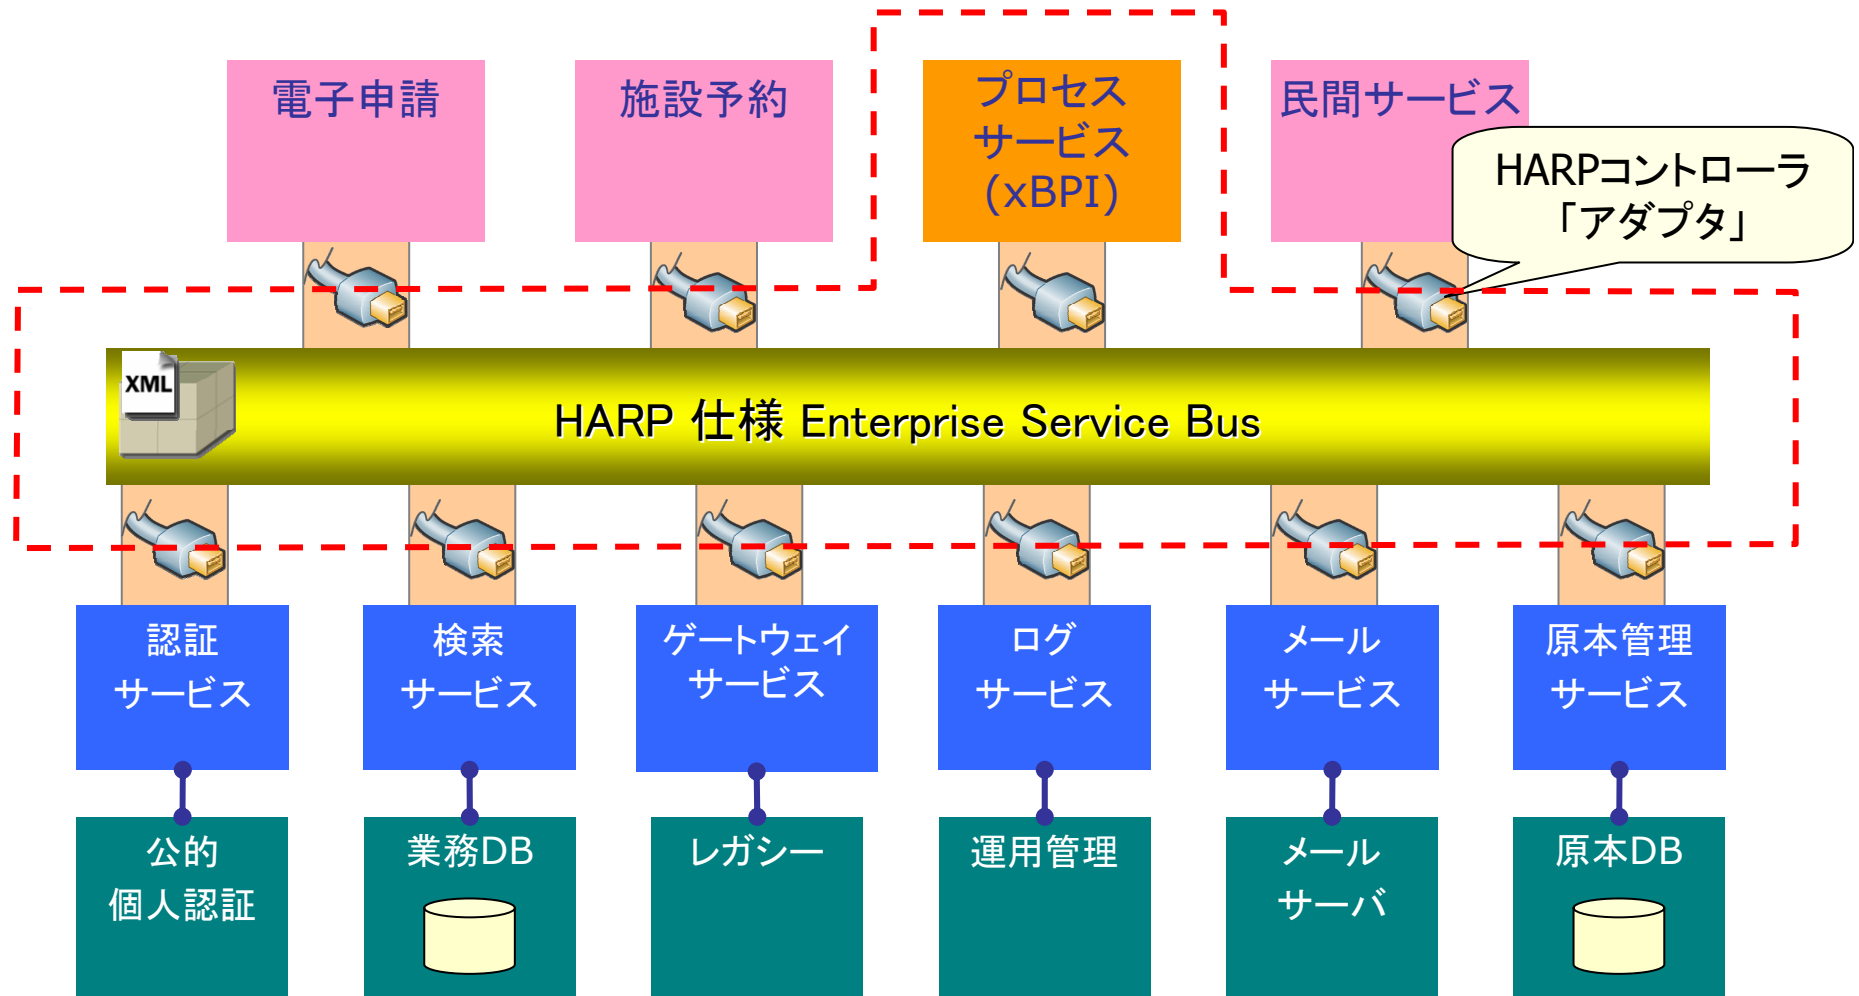 電子申請
施設予約
プロセス
サービス
(xBPI)
民間サービス
HARPコントローラ
「アダプタ」
XML
HARP 仕様 Enterprise Service Bus
認証
サービス
検索
サービス
ゲートウェイ
サービス
ログ
サービス
メール
サービス
原本管理
サービス
公的
個人認証
業務DB
レガシー
運用管理
メール
サーバ
原本DB